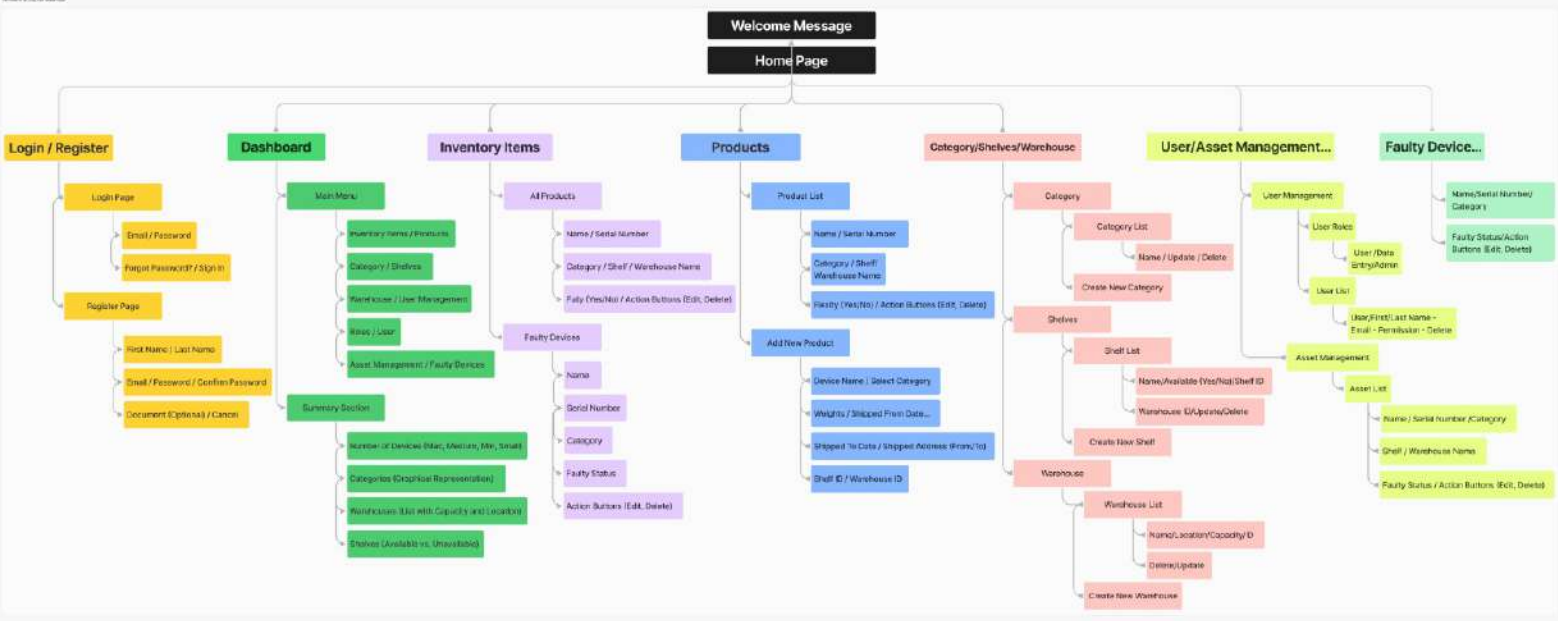 Welcome Message
Home Page
Login / Register
Login Page
Email / Password
Forgot Password? / Sign In
Register Page
First Name | Last Name
Email / Password / Confirm Password
Document (Optional) / Cancel
Dashboard
Main Menu
Inventory Items / Products
Category / Shelves
Warehouse / User Management
Roles / User
Asset Management / Faulty Devices
Summary Section
Number of Devices (Mac, Medium, Min, Small)
Categories (Graphical Representation)
Warehouses (List with Capacity and Location)
Shelves (Available vs. Unavailable)
Inventory Items
All Products
Name / Serial Number
Category / Shelf / Warehouse Name
(Yes/No) / Action Buttons (Edit, Delete)
Faulty Devices
Name
Serial Number
Category
Faulty Status
Action Buttons (Edit, Delete)
Products
Product List
Name / Serial Number
Category / Shelf/
Warehouse Name
(Yes/No) / Action Buttons (Edit, Delete)
Add New Product
Device Name | Select Category
Weights / Shipped From Date...
Shipped To Date / Shipped Address (From/To)
Shelf ID / Warehouse ID
Category/Shelves/Warehouse
Category
Category List
Name / Update / Delete
Create New Category
Shelves
Shelf List
Name/Available (Yes/No)/Shelf ID
Warehouse ID/Update/Delete
Create New Shelf
Warehouse
Warehouse List
Name/Location/Capacity/ID
Delete/Update
Create New Warehouse
User/Asset Management...
User Management
User Roles
User /Data
Entry/Admin
User List
User/First/Last Name -
Email - Permission - Delete
Asset Management
Asset List
Name / Serial Number /Category
Shelf / Warehouse Name
Faulty Status / Action Buttons (Edit, Delete)
Faulty Device...
Name/Serial Number/
Category
Faulty Status/Action
Buttons (Edit, Delete)